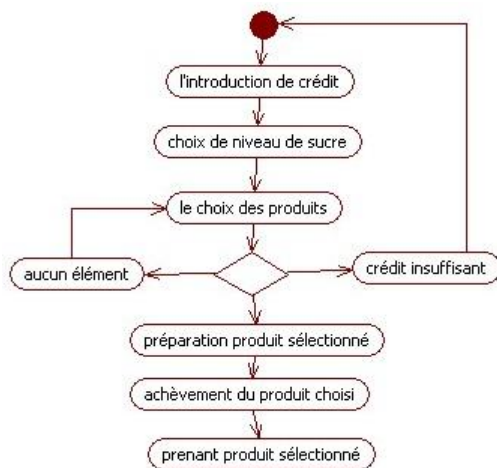 l'introduction de crédit
choix de niveau de sucre
le choix des produits
aucun élément
crédit insuffisant
préparation produit sélectionné
achèvement du produit choisi
prenant produit sélectionné